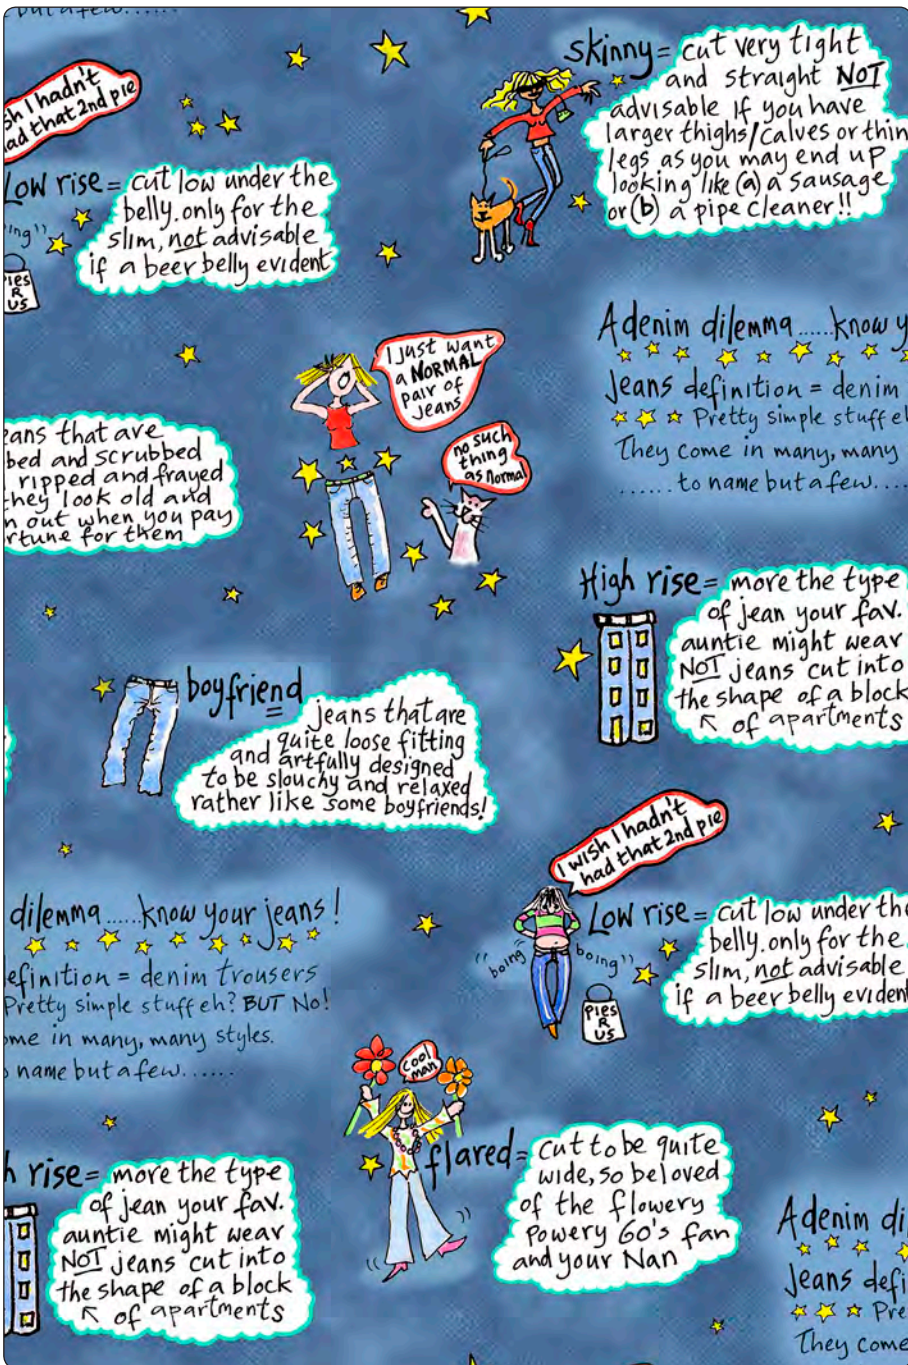 but a few.....
sh I hadn't
had that 2nd pie
Low rise = cut low under the
belly. only for the
slim, not advisable
if a beer belly evident
ing"
PIES
R
US
skinny = cut very tight
and straight NOT
advisable if you have
larger thighs/calves or thin
legs as you may end up
looking like (a) a sausage
or (b) a pipe cleaner!!
A denim dilemma ......know y
Jeans definition = denim
Pretty simple stuff eh
They come in many, many
...... to name but a few....
I just want
a NORMAL
pair of
jeans
no such
thing
as normal
eans that are
bed and scrubbed
ripped and frayed
they look old and
n out when you pay
rtune for them
High rise = more the type
of jean your fav.
auntie might wear
NOT jeans cut into
the shape of a block
of apartments
boyfriend
jeans that are
and quite loose fitting
artfully designed
to be slouchy and relaxed
rather like some boyfriends!
I wish I hadn't
had that 2nd pie
Low rise = cut low under the
belly. only for the
slim, not advisable
if a beer belly evident
"boing boing"
PIES
R
US
dilemma ......know your jeans!
efinition = denim trousers
Pretty simple stuff eh? BUT No!
ome in many, many styles.
o name but a few......
cool
man
flared = cut to be quite
wide, so beloved
of the flowery
powery 60's fan
and your Nan
h rise = more the type
of jean your fav.
auntie might wear
NOT jeans cut into
the shape of a block
of apartments
A denim di
Jeans defi
Pre
They come